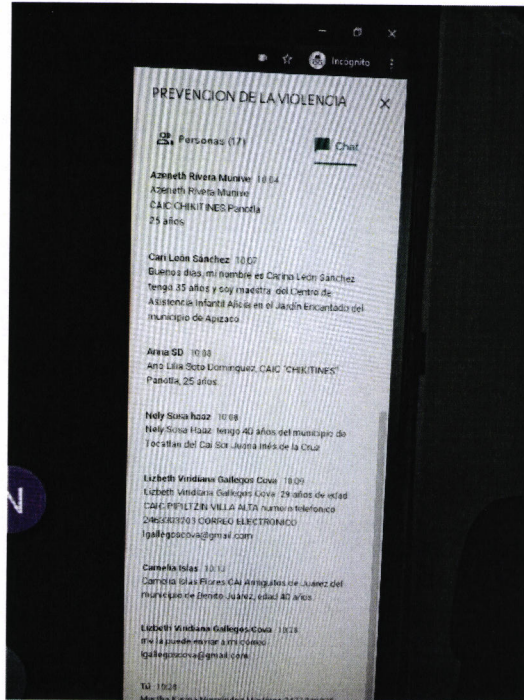 Incognito
PREVENCION DE LA VIOLENCIA
Personas (17)
Chat
Azeneth Rivera Munive 10:04
Azeneth Rivera Munive
CAIC CHIKITINES Panotla
25 años
Cari León Sánchez 10:07
Buenos días, mi nombre es Carina León Sánchez
tengo 35 años y soy maestra del Centro de
Asistencia Infantil Alicia en el Jardín Encantado del
municipio de Apizaco
Anna SD 10:08
Ana Lilia Soto Dominguez, CAIC "CHIKITINES"
Panotla, 25 años.
Nely Sosa haaz 10:08
Nely Sosa Haaz tengo 40 años del municipio de
Tocatlan del Cai Sor Juana Inés de la Cruz
Lizbeth Viridiana Gallegos Cova 10:09
Lizbeth Viridiana Gallegos Cova 29 años de edad
CAIC PIPILTZIN VILLA ALTA numero telefonico
CORREO ELECTRONICO
lgallegoscova@gmail.com
Camelia Islas 10:13
Camelia Islas Flores CAI Amiguitos de Juárez del
municipio de Benito Juárez, edad 40 años
Lizbeth Viridiana Gallegos Cova
me la puede enviar a mi correo
lgallegoscova@gmail.com
Tú
N